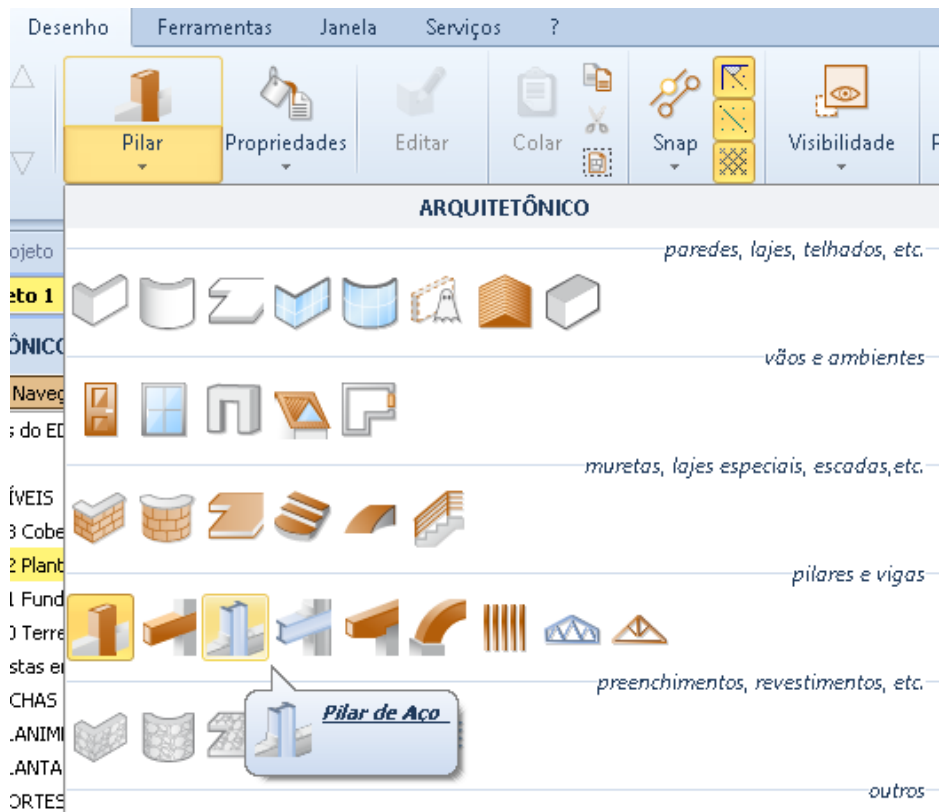 Desenho Ferramentas Janela Serviços ?
Pilar Propriedades Editar Colar Snap Visibilidade P
ARQUITETÔNICO
ojeto
paredes, lajes, telhados, etc.
eto 1
ÔNICO
vãos e ambientes
Naveg
s do ED
muretas, lajes especiais, escadas,etc.
ÍVEIS
3 Cobe
2 Plant
pilares e vigas
1 Fund
0 Terre
stas en
preenchimentos, revestimentos, etc.
CHAS
Pilar de Aço
LANIMI
LANTA
outros
ORTES